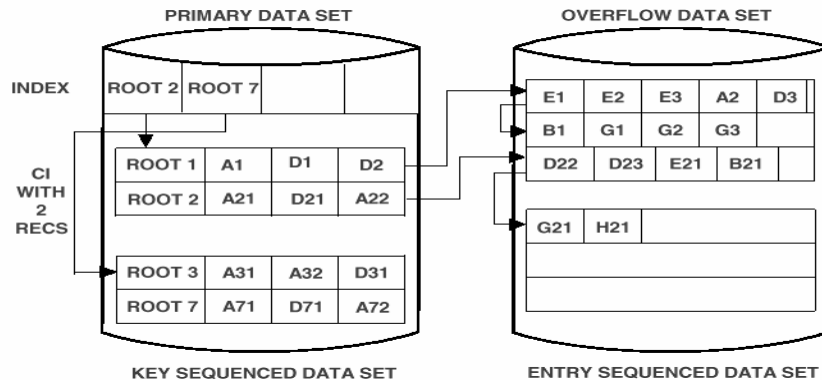 PRIMARY DATA SET
OVERFLOW DATA SET
INDEX
ROOT 2 ROOT 7
CI
WITH
2
RECS
ROOT 1 A1 D1 D2
ROOT 2 A21 D21 A22
ROOT 3 A31 A32 D31
ROOT 7 A71 D71 A72
E1 E2 E3 A2 D3
B1 G1 G2 G3
D22 D23 E21 B21
G21 H21
KEY SEQUENCED DATA SET
ENTRY SEQUENCED DATA SET